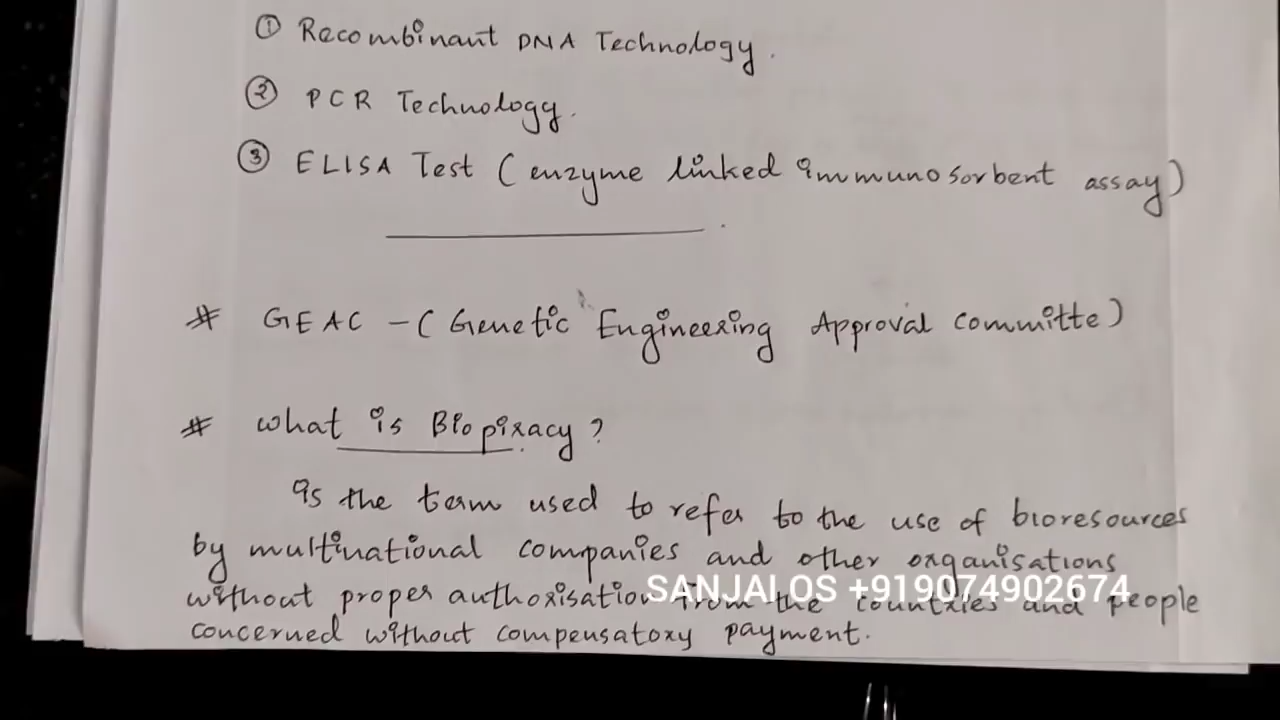 ① Recombinant DNA Technology.
② PCR Technology.
③ ELISA Test (enzyme linked immunosorbent assay)
# GEAC - (Genetic Engineering Approval committe)
# what is Biopiracy?
is the term used to refer to the use of bioresources
by multinational companies and other organisations
without proper authorisation from the countries and people
SANJALOS +919074902674
concerned without compensatory payment.